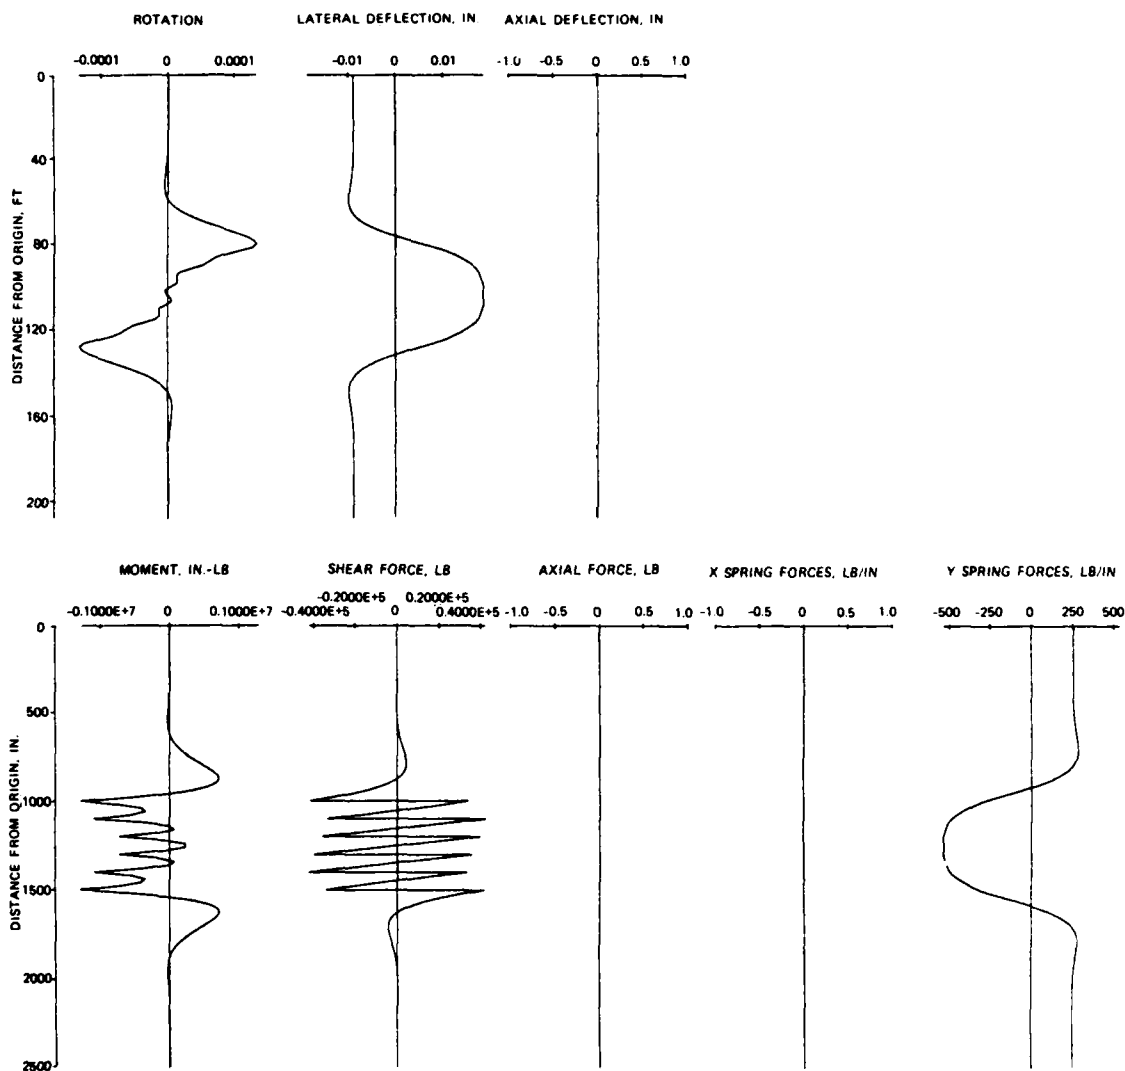 ROTATION
LATERAL DEFLECTION, IN.
AXIAL DEFLECTION, IN
-0.0001 0 0.0001
-0.01 0 0.01
-1.0 -0.5 0 0.5 1.0
0
40
80
120
160
200
DISTANCE FROM ORIGIN, FT
MOMENT, IN.-LB
SHEAR FORCE, LB
AXIAL FORCE, LB
X SPRING FORCES, LB/IN
Y SPRING FORCES, LB/IN
-0.1000E+7 0 0.1000E+7
-0.2000E+5 0.2000E+5
-0.4000E+5 0 0.4000E+5
-1.0 -0.5 0 0.5 1.0
-1.0 -0.5 0 0.5 1.0
-500 -250 0 250 500
0
500
1000
1500
2000
2500
DISTANCE FROM ORIGIN, IN.